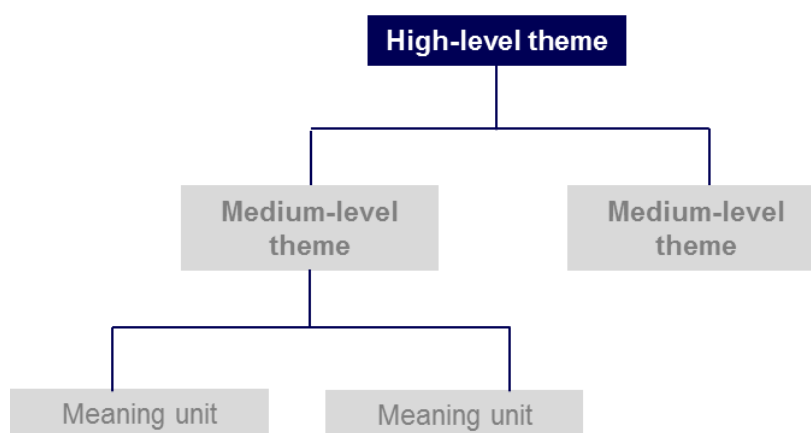 High-level theme
Medium-level
theme
Medium-level
theme
Meaning unit
Meaning unit